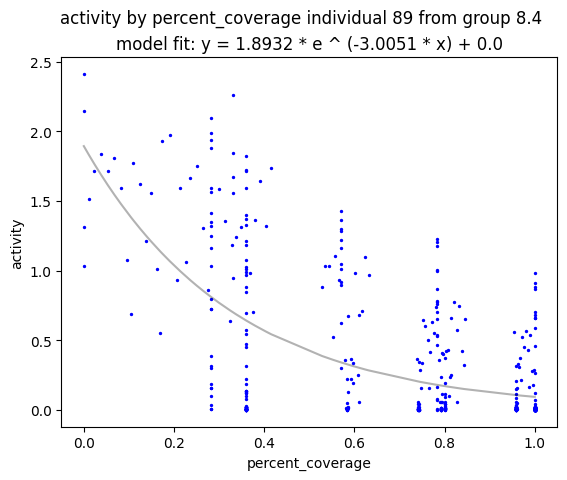 activity by percent_coverage individual 89 from group 8.4
model fit: y = 1.8932 * e ^ (-3.0051 * x) + 0.0
2.5
2.0
1.5
1.0
0.5
0.0
activity
0.0 0.2 0.4 0.6 0.8 1.0
percent_coverage